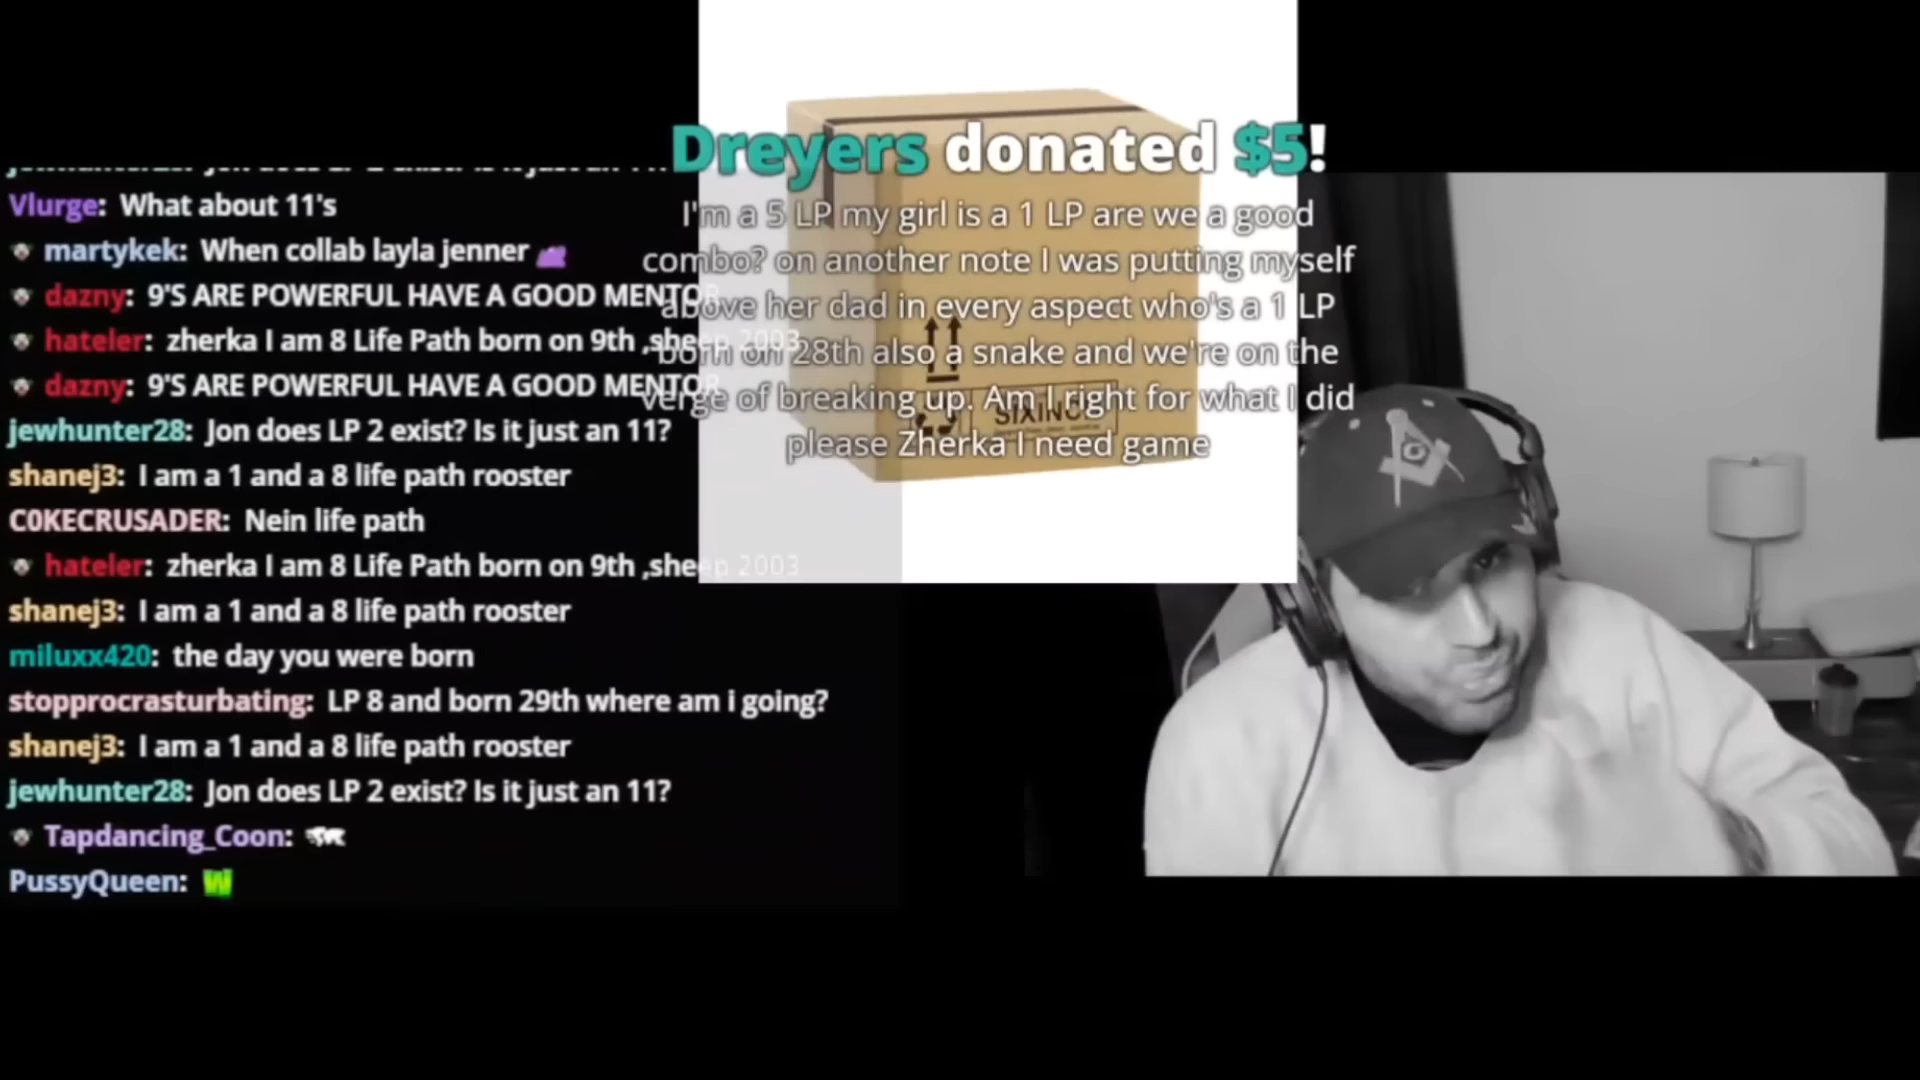 Vlurge: What about 11's
martykek: When collab layla jenner
dazny: 9'S ARE POWERFUL HAVE A GOOD MENTOR
hateler: zherka I am 8 Life Path born on 9th ,sheep 2003
dazny: 9'S ARE POWERFUL HAVE A GOOD MENTOR
jewhunter28: Jon does LP 2 exist? Is it just an 11?
shanej3: I am a 1 and a 8 life path rooster
C0KECRUSADER: Nein life path
hateler: zherka I am 8 Life Path born on 9th ,sheep 2003
shanej3: I am a 1 and a 8 life path rooster
miluxx420: the day you were born
stopprocrasturbating: LP 8 and born 29th where am i going?
shanej3: I am a 1 and a 8 life path rooster
jewhunter28: Jon does LP 2 exist? Is it just an 11?
Tapdancing_Coon:
PussyQueen: W
Dreyers donated $5!
I'm a 5 LP my girl is a 1 LP are we a good
combo? on another note I was putting myself
above her dad in every aspect who's a 1 LP
born on 28th also a snake and we're on the
verge of breaking up. Am I right for what I did
please Zherka I need game